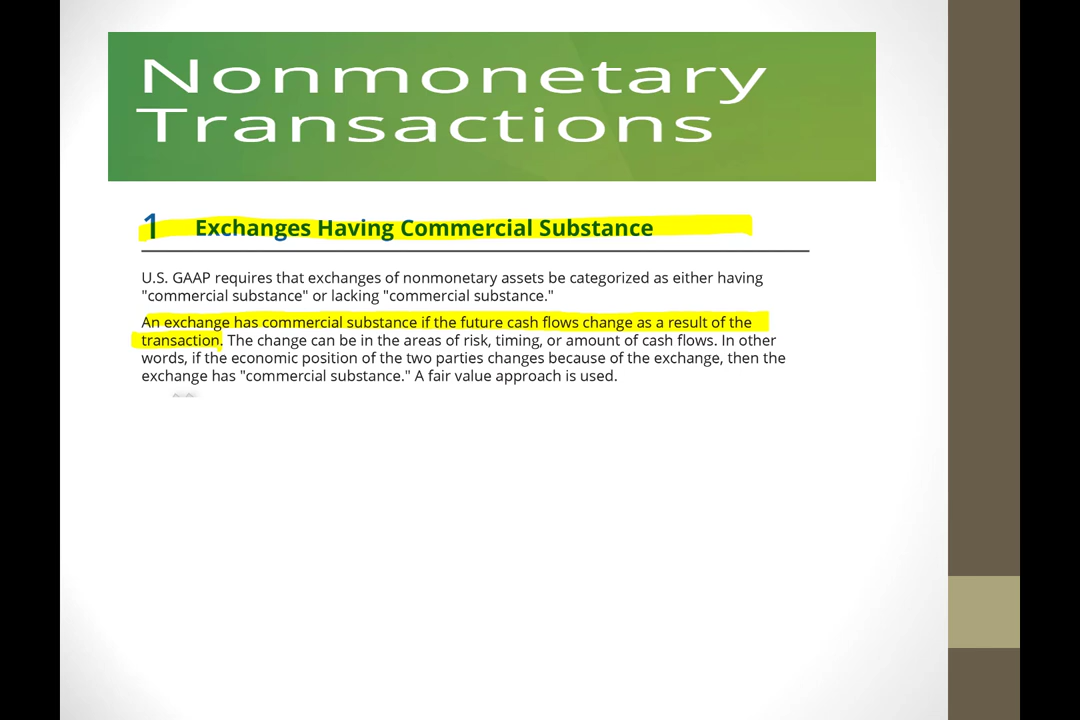 Nonmonetary
Transactions
1 Exchanges Having Commercial Substance
U.S. GAAP requires that exchanges of nonmonetary assets be categorized as either having
"commercial substance" or lacking "commercial substance."
An exchange has commercial substance if the future cash flows change as a result of the
transaction. The change can be in the areas of risk, timing, or amount of cash flows. In other
words, if the economic position of the two parties changes because of the exchange, then the
exchange has "commercial substance." A fair value approach is used.